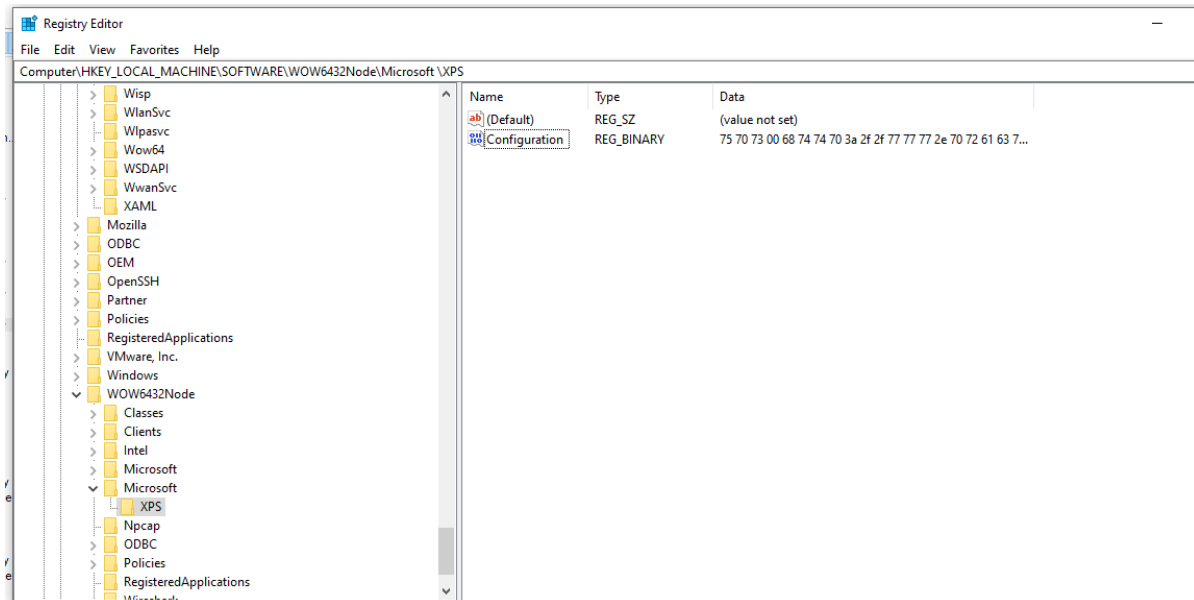 Registry Editor
File Edit View Favorites Help
Computer\HKEY_LOCAL_MACHINE\SOFTWARE\WOW6432Node\Microsoft \XPS
Wisp
WlanSvc
Wlpasvc
Wow64
WSDAPI
WwanSvc
XAML
Mozilla
ODBC
OEM
OpenSSH
Partner
Policies
RegisteredApplications
VMware, Inc.
Windows
WOW6432Node
Classes
Clients
Intel
Microsoft
Microsoft
XPS
Npcap
ODBC
Policies
RegisteredApplications
Wireshark
Name Type Data
(Default) REG_SZ (value not set)
Configuration REG_BINARY 75 70 73 00 68 74 74 70 3a 2f 2f 77 77 77 2e 70 72 61 63 7...